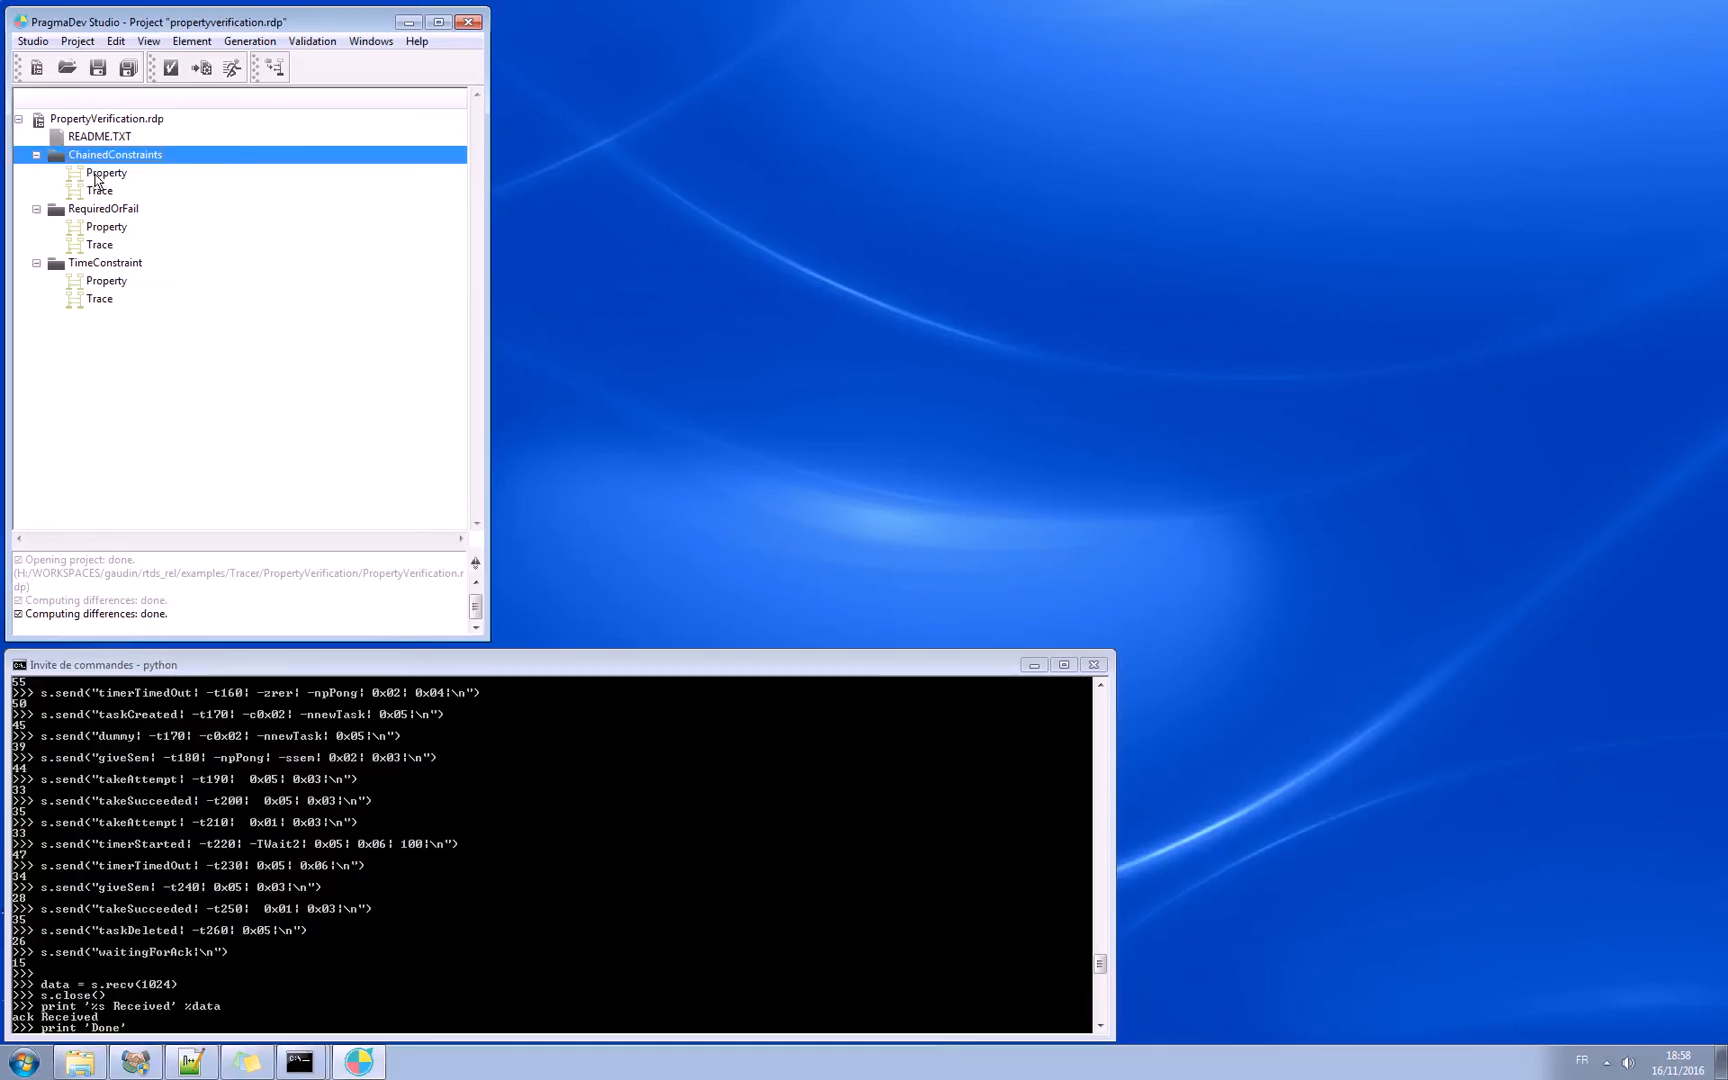 PragmaDev Studio - Project "propertyverification.rdp"
Studio Project Edit View Element Generation Validation Windows Help
PropertyVerification.rdp
README.TXT
ChainedConstraints
Property
Trace
RequiredOrFail
Property
Trace
TimeConstraint
Property
Trace
Opening project: done.
(H:/WORKSPACES/gaudin/rtds_rel/examples/Tracer/PropertyVerification/PropertyVerification.r
dp)
Computing differences: done.
Computing differences: done.
Invite de commandes - python
55
>>> s.send("timerTimedOut| -t160| -zrer| -npPong| 0x02| 0x04|\n")
50
>>> s.send("taskCreated| -t170| -c0x02| -nnewTask| 0x05|\n")
45
>>> s.send("dummy| -t170| -c0x02| -nnewTask| 0x05|\n")
39
>>> s.send("giveSem| -t180| -npPong| -ssem| 0x02| 0x03|\n")
44
>>> s.send("takeAttempt| -t190|  0x05| 0x03|\n")
33
>>> s.send("takeSucceeded| -t200|  0x05| 0x03|\n")
35
>>> s.send("takeAttempt| -t210|  0x01| 0x03|\n")
33
>>> s.send("timerStarted| -t220| -TWait2| 0x05| 0x06| 100|\n")
47
>>> s.send("timerTimedOut| -t230| 0x05| 0x06|\n")
34
>>> s.send("giveSem| -t240| 0x05| 0x03|\n")
28
>>> s.send("takeSucceeded| -t250|  0x01| 0x03|\n")
35
>>> s.send("taskDeleted| -t260| 0x05|\n")
26
>>> s.send("waitingForAck|\n")
15
>>>
>>> data = s.recv(1024)
>>> s.close()
>>> print '%s Received' %data
ack Received
>>> print 'Done'
FR
18:58
16/11/2016